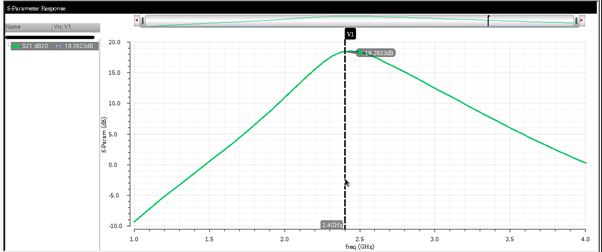 S-Parameter Response
Name Vis V1
S21 dB20 18.3823dB
V1
18.3823dB
20.0
15.0
10.0
5.0
0.0
-5.0
-10.0
S-Param (dB)
2.4GHz
1.0 1.5 2.0 2.5 3.0 3.5 4.0
freq (GHz)